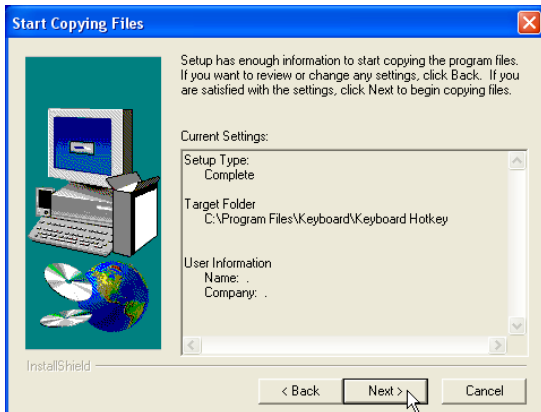 Start Copying Files
Setup has enough information to start copying the program files.
If you want to review or change any settings, click Back.  If you
are satisfied with the settings, click Next to begin copying files.
Current Settings:
Setup Type:
Complete
Target Folder
C:\Program Files\Keyboard\Keyboard Hotkey
User Information
Name: .
Company: .
InstallShield
< Back
Next >
Cancel